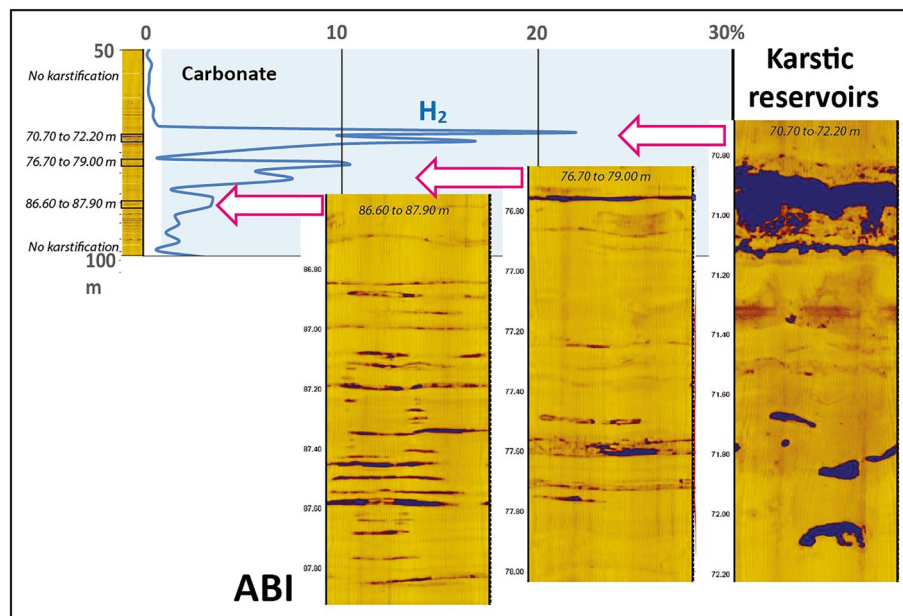 0 10 20 30%
50
Carbonate
Karstic
reservoirs
No karstification
H2
70.70 to 72.20 m
76.70 to 79.00 m
86.60 to 87.90 m
No karstification
100
m
86.60 to 87.90 m
86.80
87.00
87.20
87.40
87.60
87.80
76.70 to 79.00 m
76.80
77.00
77.20
77.40
77.60
77.80
78.00
70.70 to 72.20 m
70.80
71.00
71.20
71.40
71.60
71.80
72.00
72.20
ABI